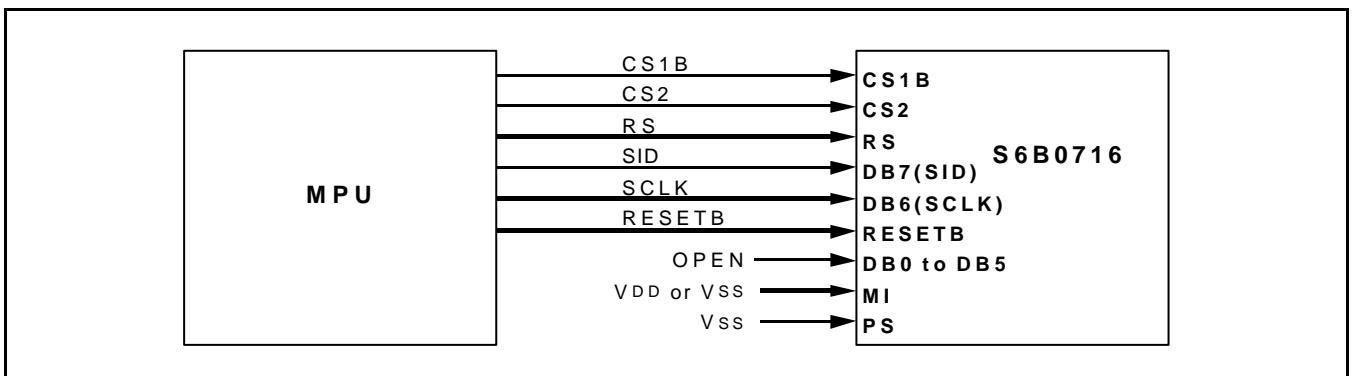 MPU
CS1B
CS2
RS
SID
SCLK
RESETB
OPEN
VDD or VSS
VSS
CS1B
CS2
RS
DB7(SID)
DB6(SCLK)
RESETB
DB0 to DB5
MI
PS
S6B0716